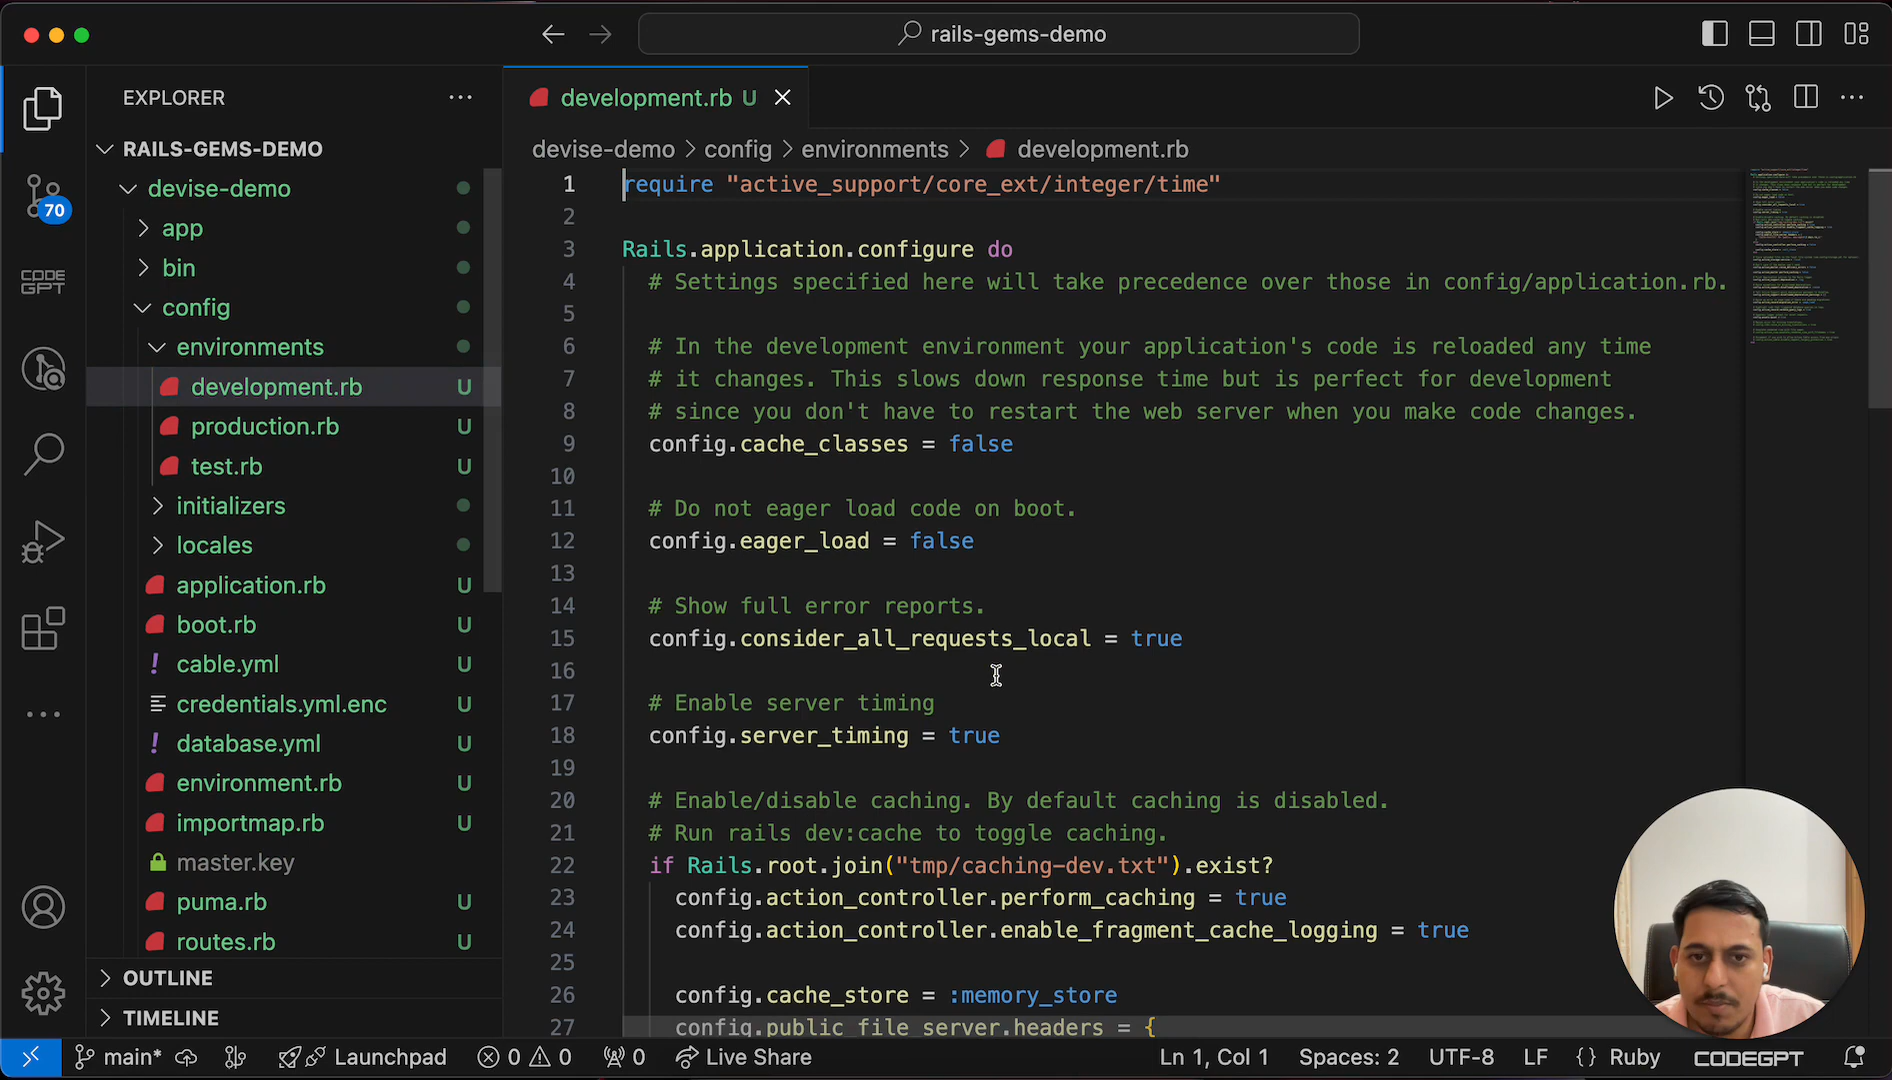 rails-gems-demo
EXPLORER
RAILS-GEMS-DEMO
devise-demo
app
bin
config
environments
development.rb U
production.rb U
test.rb U
initializers
locales
application.rb U
boot.rb U
! cable.yml U
credentials.yml.enc U
! database.yml U
environment.rb U
importmap.rb U
master.key
puma.rb U
routes.rb U
OUTLINE
TIMELINE
70
CODE
GPT
development.rb U
devise-demo > config > environments > development.rb
1 require "active_support/core_ext/integer/time"
2
3 Rails.application.configure do
4 # Settings specified here will take precedence over those in config/application.rb.
5
6 # In the development environment your application's code is reloaded any time
7 # it changes. This slows down response time but is perfect for development
8 # since you don't have to restart the web server when you make code changes.
9 config.cache_classes = false
10
11 # Do not eager load code on boot.
12 config.eager_load = false
13
14 # Show full error reports.
15 config.consider_all_requests_local = true
16
17 # Enable server timing
18 config.server_timing = true
19
20 # Enable/disable caching. By default caching is disabled.
21 # Run rails dev:cache to toggle caching.
22 if Rails.root.join("tmp/caching-dev.txt").exist?
23 config.action_controller.perform_caching = true
24 config.action_controller.enable_fragment_cache_logging = true
25
26 config.cache_store = :memory_store
27 config.public_file_server.headers = {
main* Launchpad 0 0 0 Live Share Ln 1, Col 1 Spaces: 2 UTF-8 LF {} Ruby CODEGPT